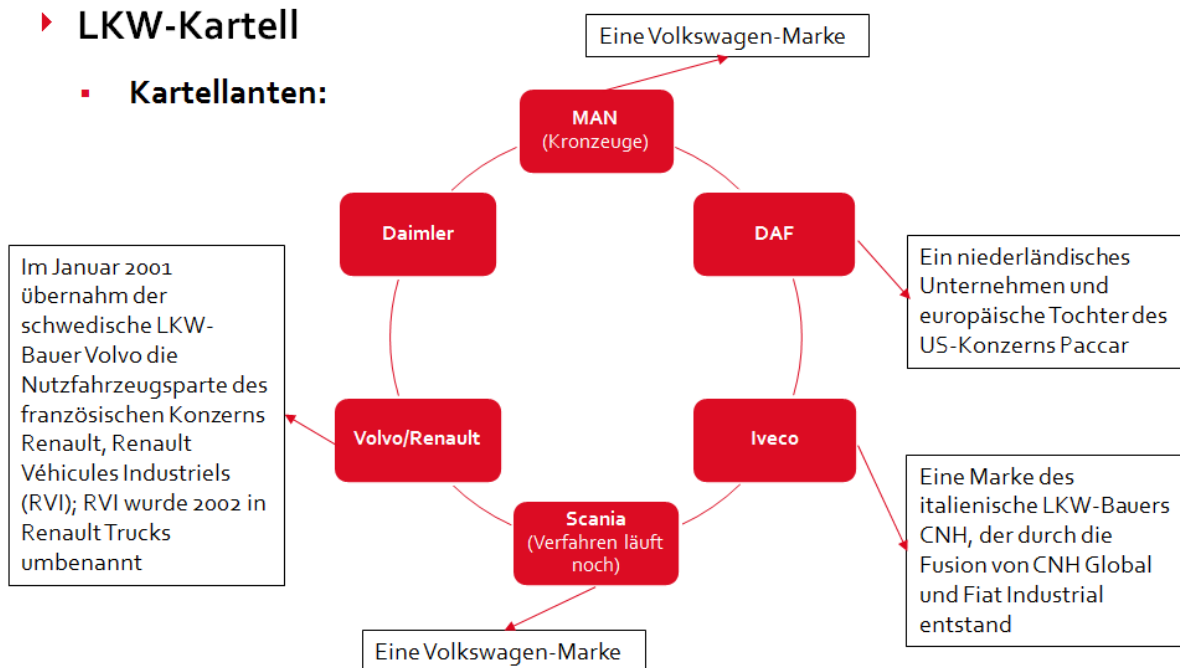 LKW-Kartell
Kartellanten:
Eine Volkswagen-Marke
MAN
(Kronzeuge)
Daimler
DAF
Im Januar 2001
übernahm der
schwedische LKW-
Bauer Volvo die
Nutzfahrzeugsparte des
französischen Konzerns
Renault, Renault
Véhicules Industriels
(RVI); RVI wurde 2002 in
Renault Trucks
umbenannt
Ein niederländisches
Unternehmen und
europäische Tochter des
US-Konzerns Paccar
Volvo/Renault
Iveco
Eine Marke des
italienische LKW-Bauers
CNH, der durch die
Fusion von CNH Global
und Fiat Industrial
entstand
Scania
(Verfahren läuft
noch)
Eine Volkswagen-Marke